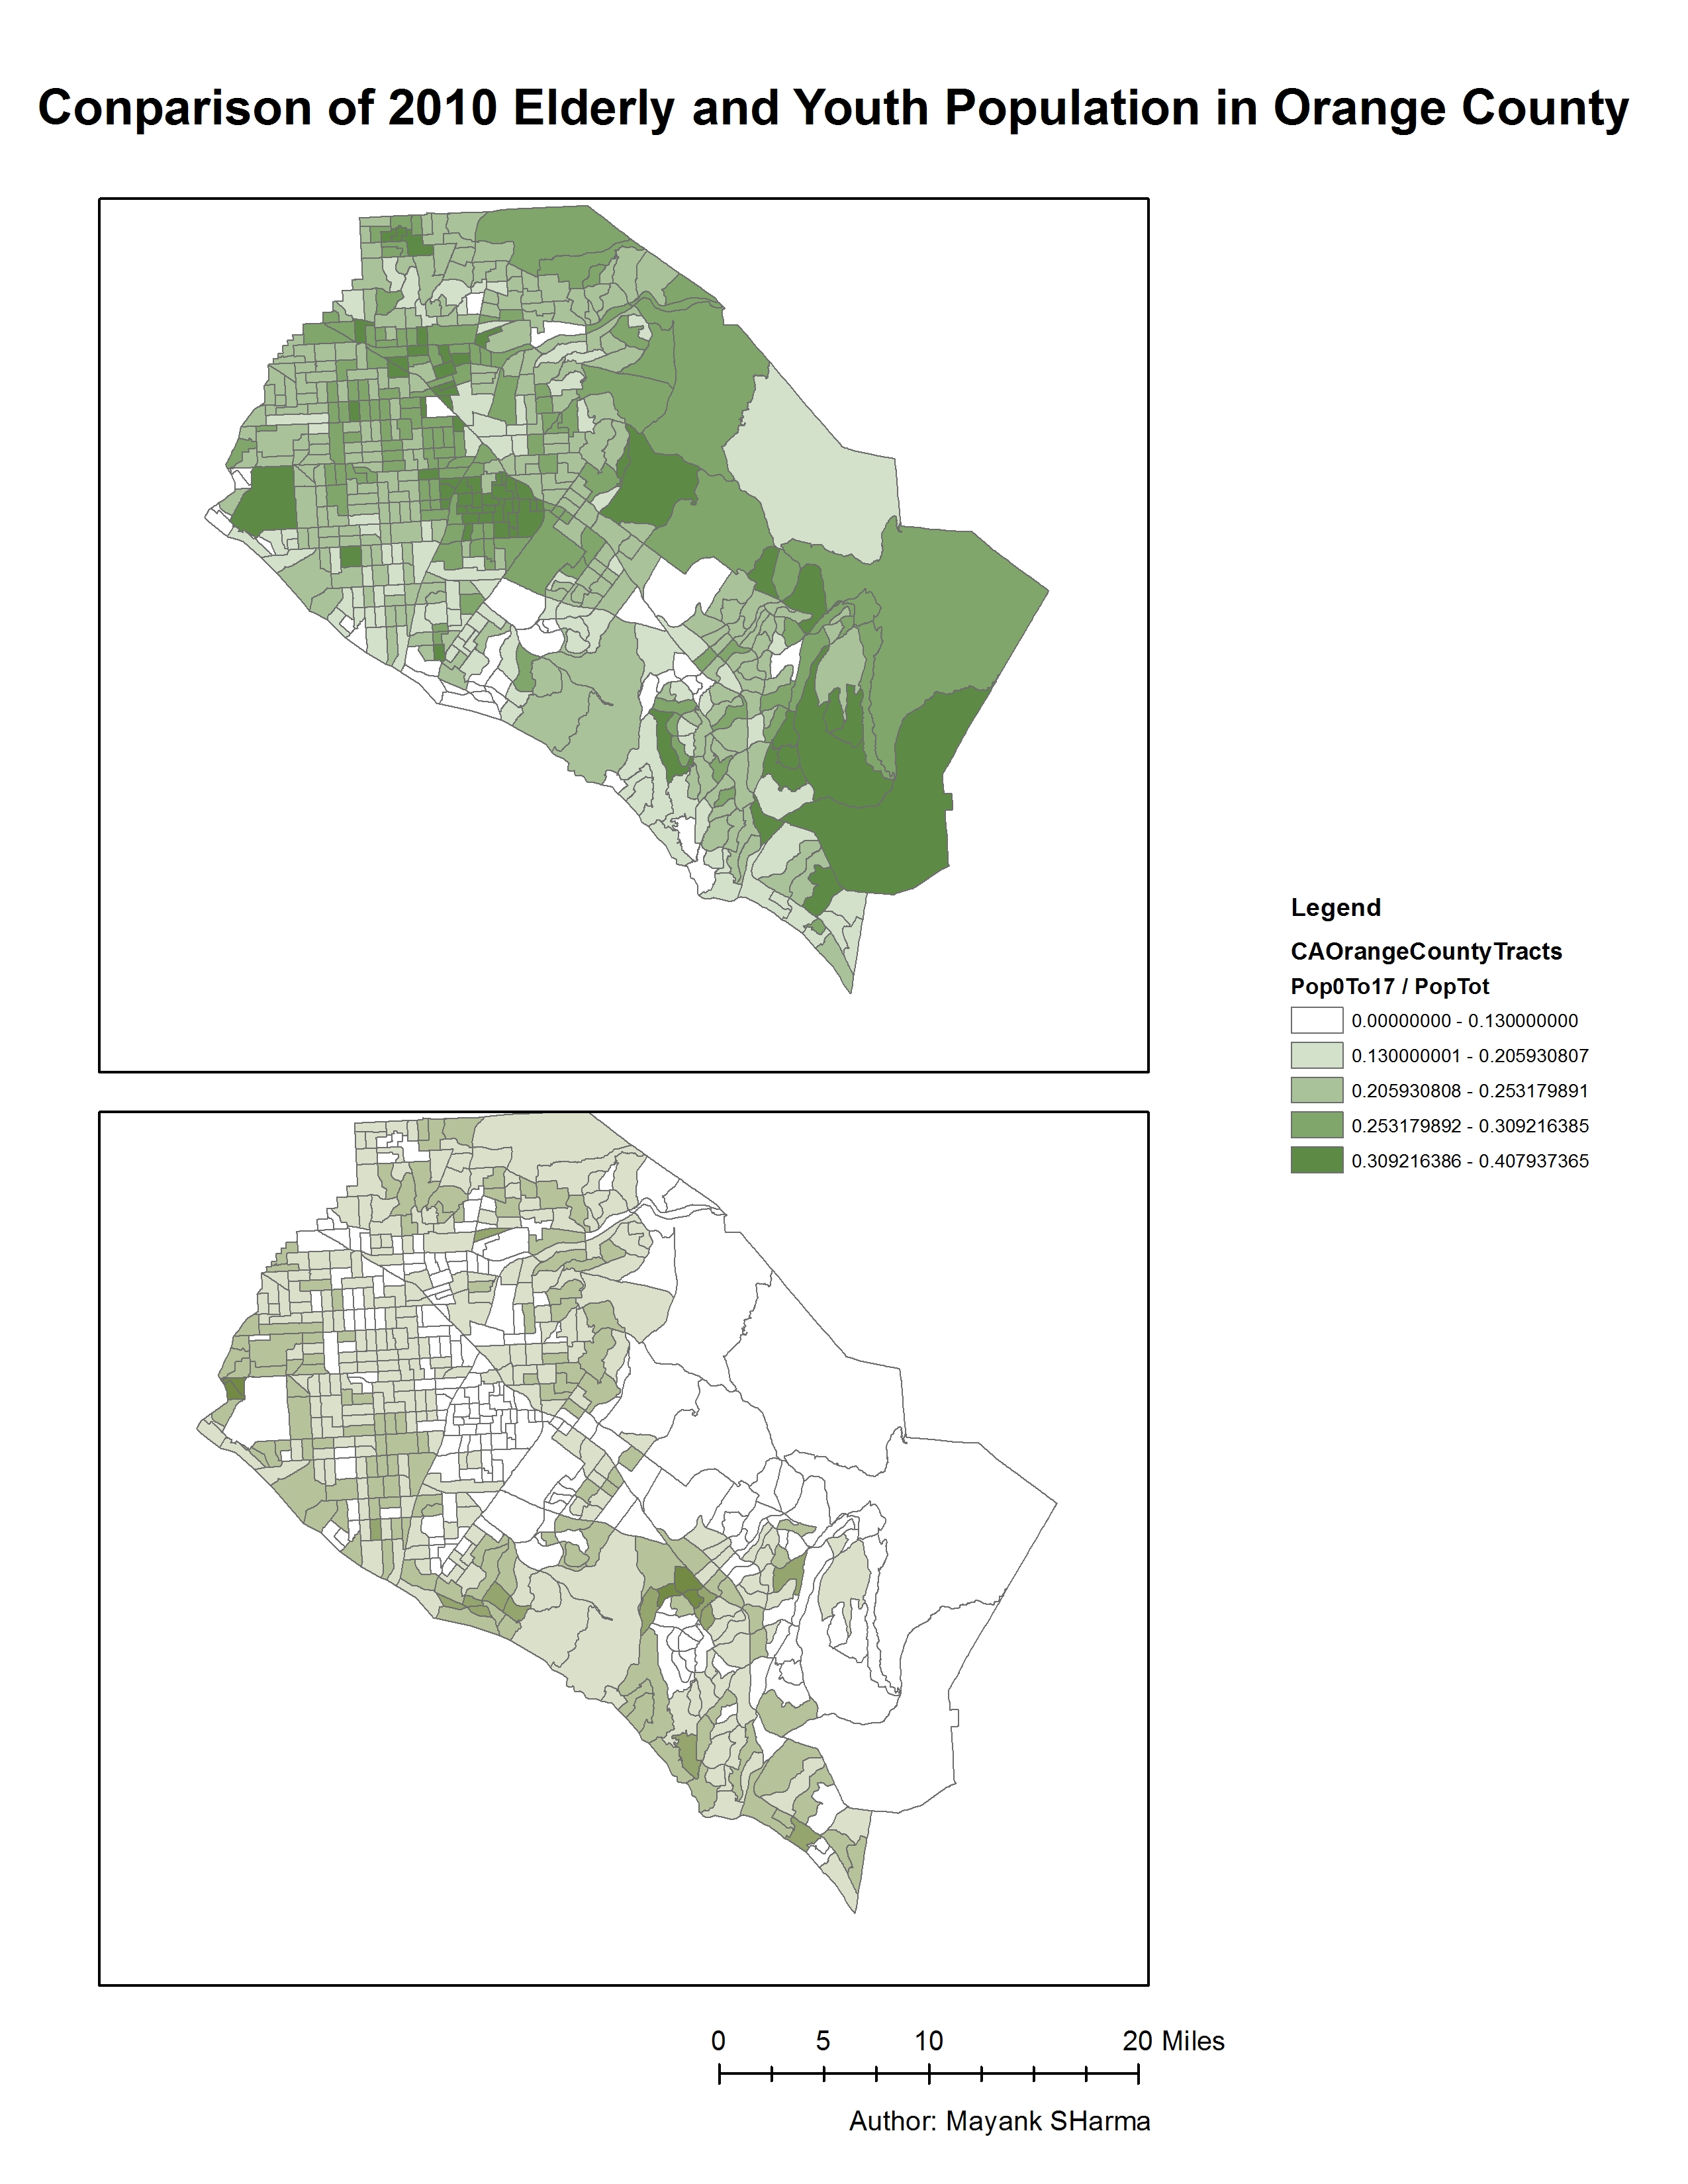 Conparison of 2010 Elderly and Youth Population in Orange County
Legend
CAOrangeCountyTracts
Pop0To17 / PopTot
0.00000000 - 0.130000000
0.130000001 - 0.205930807
0.205930808 - 0.253179891
0.253179892 - 0.309216385
0.309216386 - 0.407937365
0 5 10 20 Miles
Author: Mayank SHarma